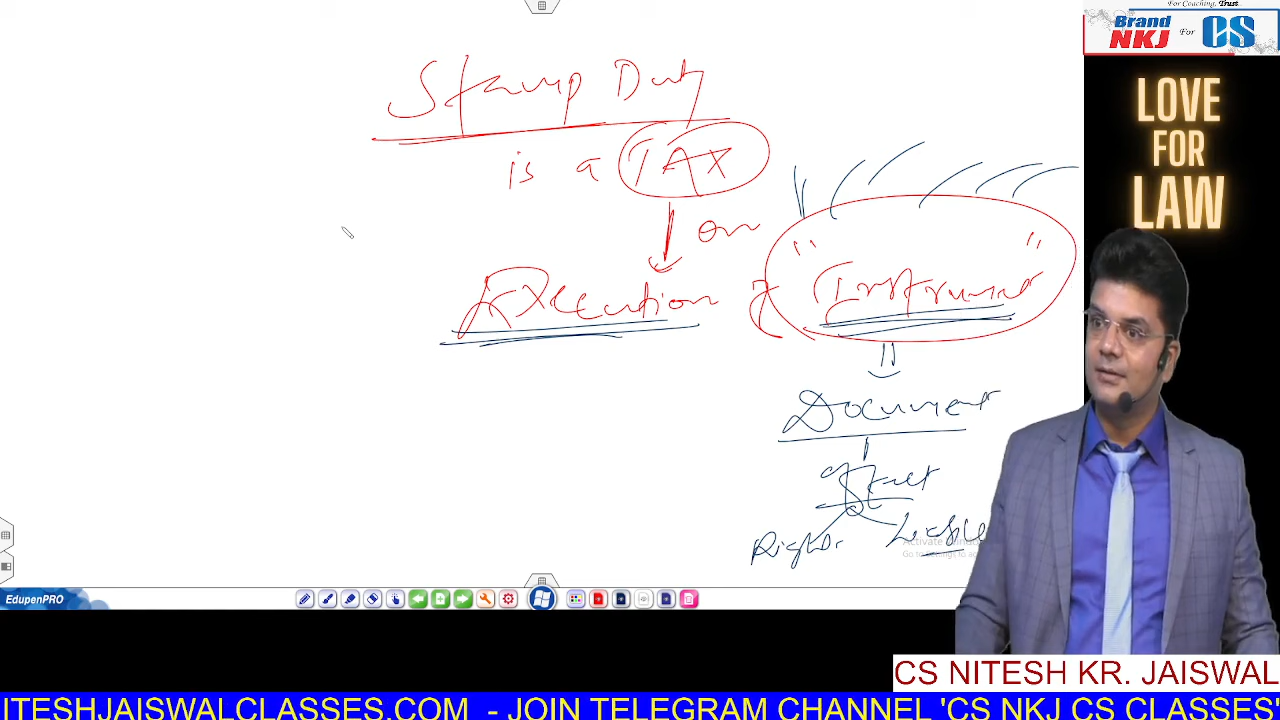 For Coaching, Trust
Brand
NKJ
For
CS
LOVE
FOR
LAW
Stamp Duty
is a TAX
on
Execution of "Instrument"
Document
Right
EdupenPRO
CS NITESH KR. JAISWAL
ITESHJAISWALCLASSES.COM - JOIN TELEGRAM CHANNEL 'CS NKJ CS CLASSES'